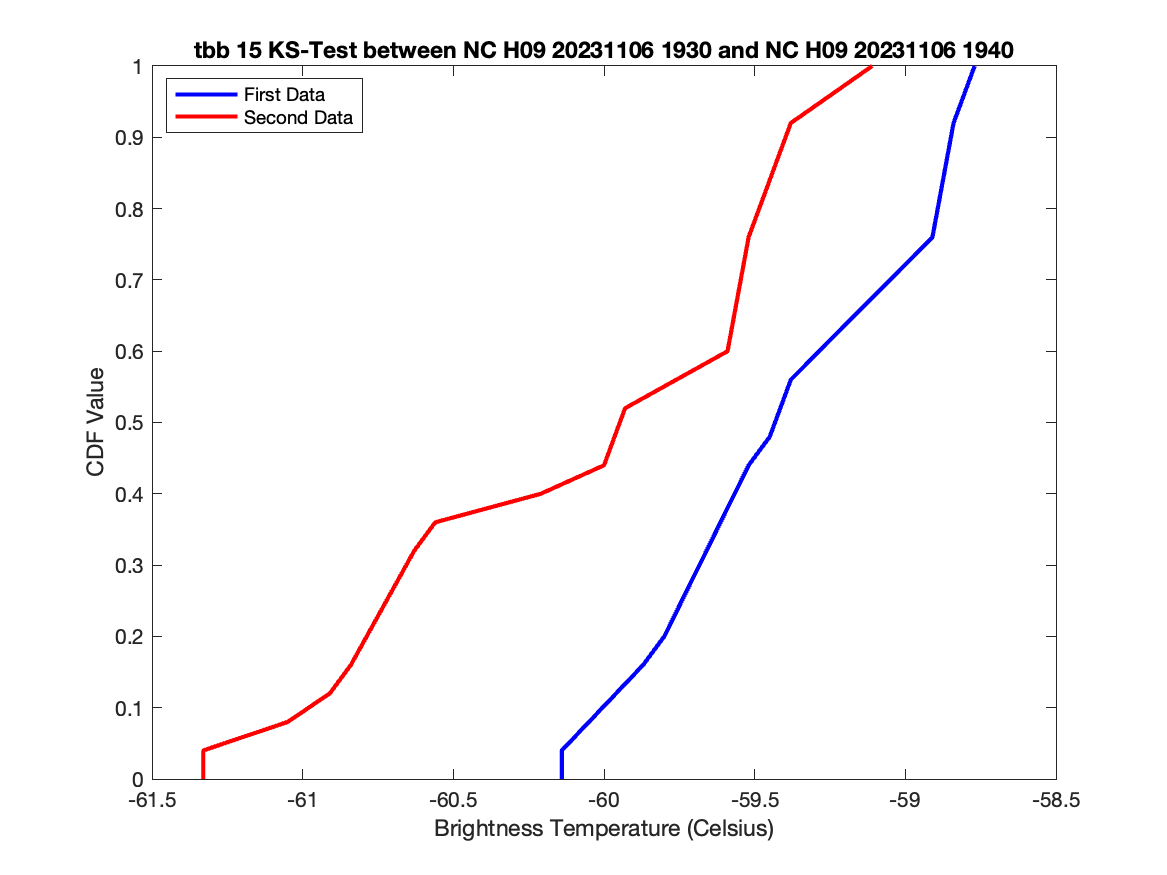 tbb 15 KS-Test between NC H09 20231106 1930 and NC H09 20231106 1940
First Data
Second Data
1
0.9
0.8
0.7
0.6
0.5
0.4
0.3
0.2
0.1
0
CDF Value
-61.5 -61 -60.5 -60 -59.5 -59 -58.5
Brightness Temperature (Celsius)